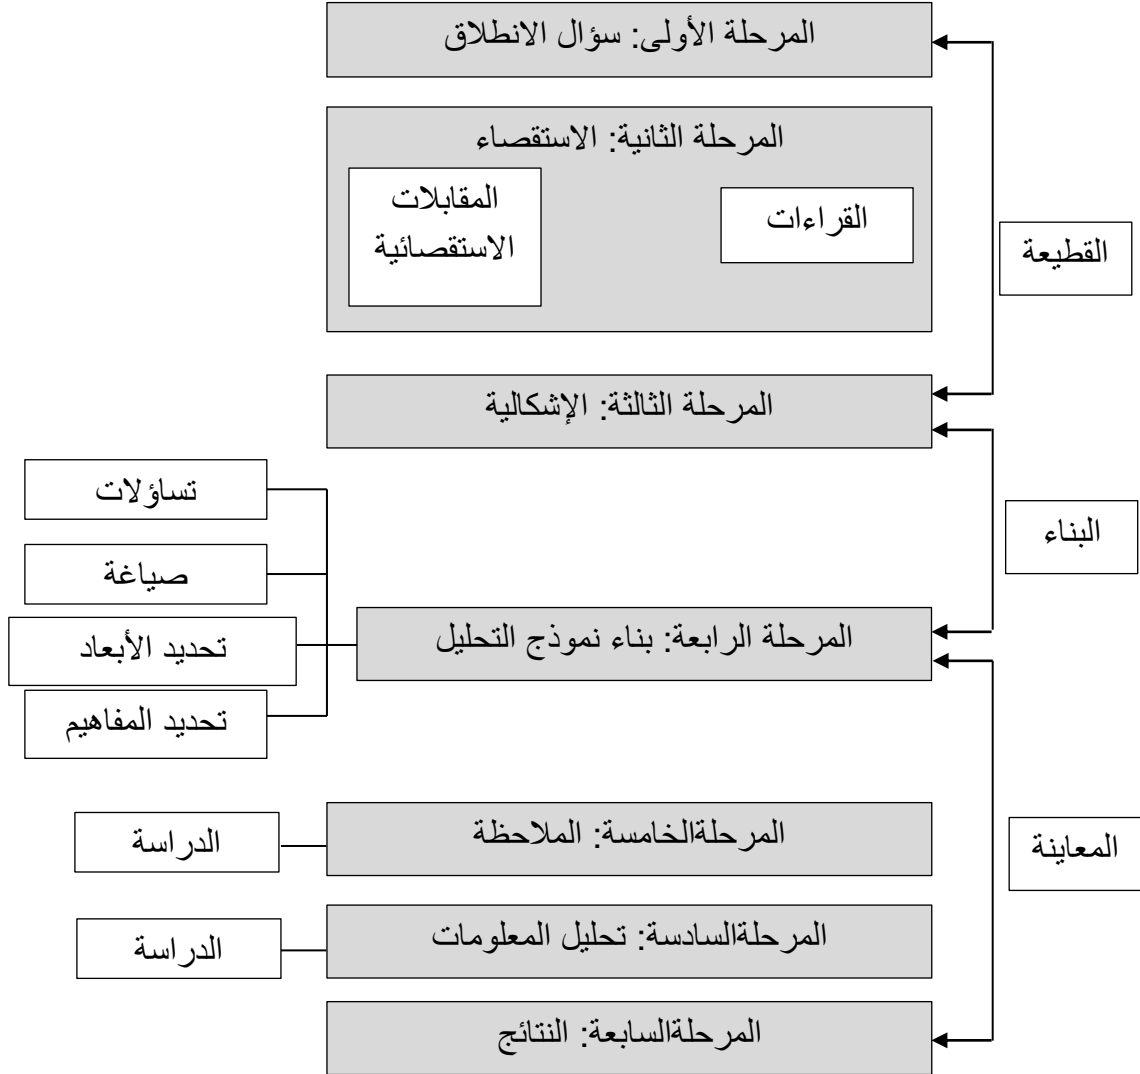 المرحلة الأولى: سؤال الانطلاق
المرحلة الثانية: الاستقصاء
القراءات
المقابلات
الاستقصائية
القطيعة
المرحلة الثالثة: الإشكالية
البناء
تساؤلات
صياغة
المرحلة الرابعة: بناء نموذج التحليل
تحديد الأبعاد
تحديد المفاهيم
المعاينة
المرحلةالخامسة: الملاحظة
الدراسة
المرحلةالسادسة: تحليل المعلومات
الدراسة
المرحلةالسابعة: النتائج